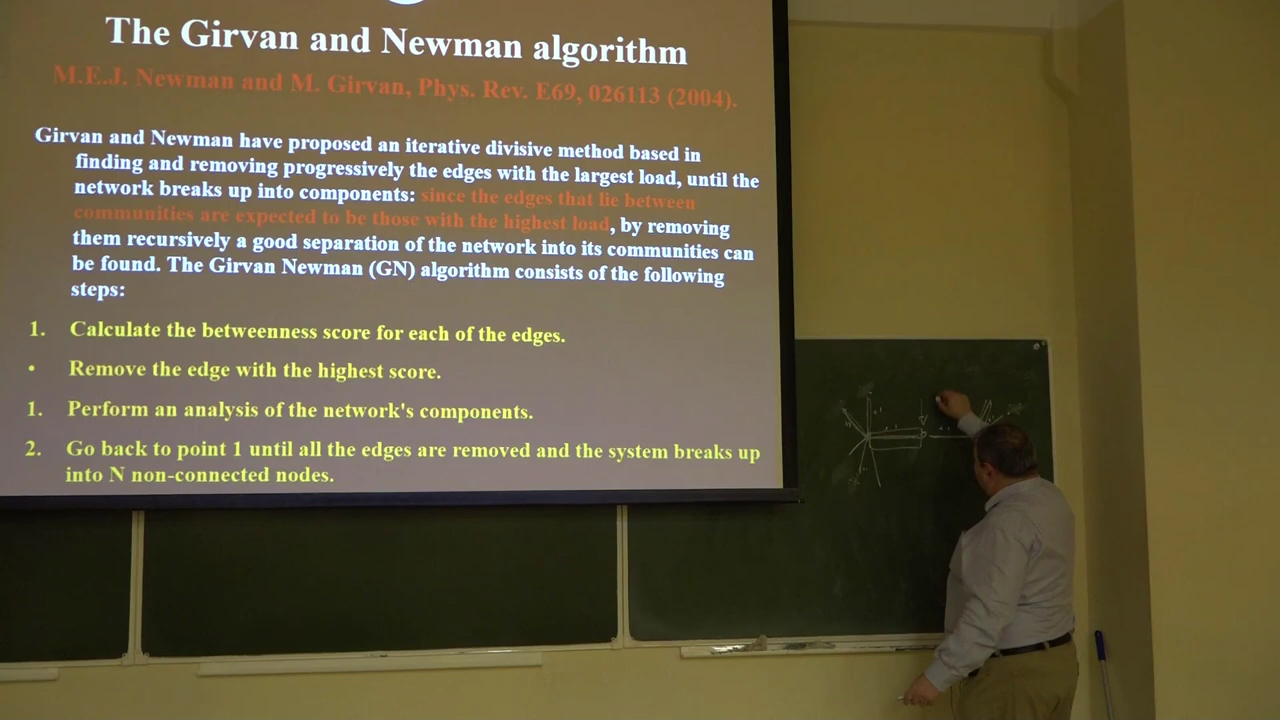 The Girvan and Newman algorithm
M.E.J. Newman and M. Girvan, Phys. Rev. E69, 026113 (2004).
Girvan and Newman have proposed an iterative divisive method based in
finding and removing progressively the edges with the largest load, until the
network breaks up into components: since the edges that lie between
communities are expected to be those with the highest load, by removing
them recursively a good separation of the network into its communities can
be found. The Girvan Newman (GN) algorithm consists of the following
steps:
1. Calculate the betweenness score for each of the edges.
• Remove the edge with the highest score.
1. Perform an analysis of the network's components.
2. Go back to point 1 until all the edges are removed and the system breaks up
into N non-connected nodes.